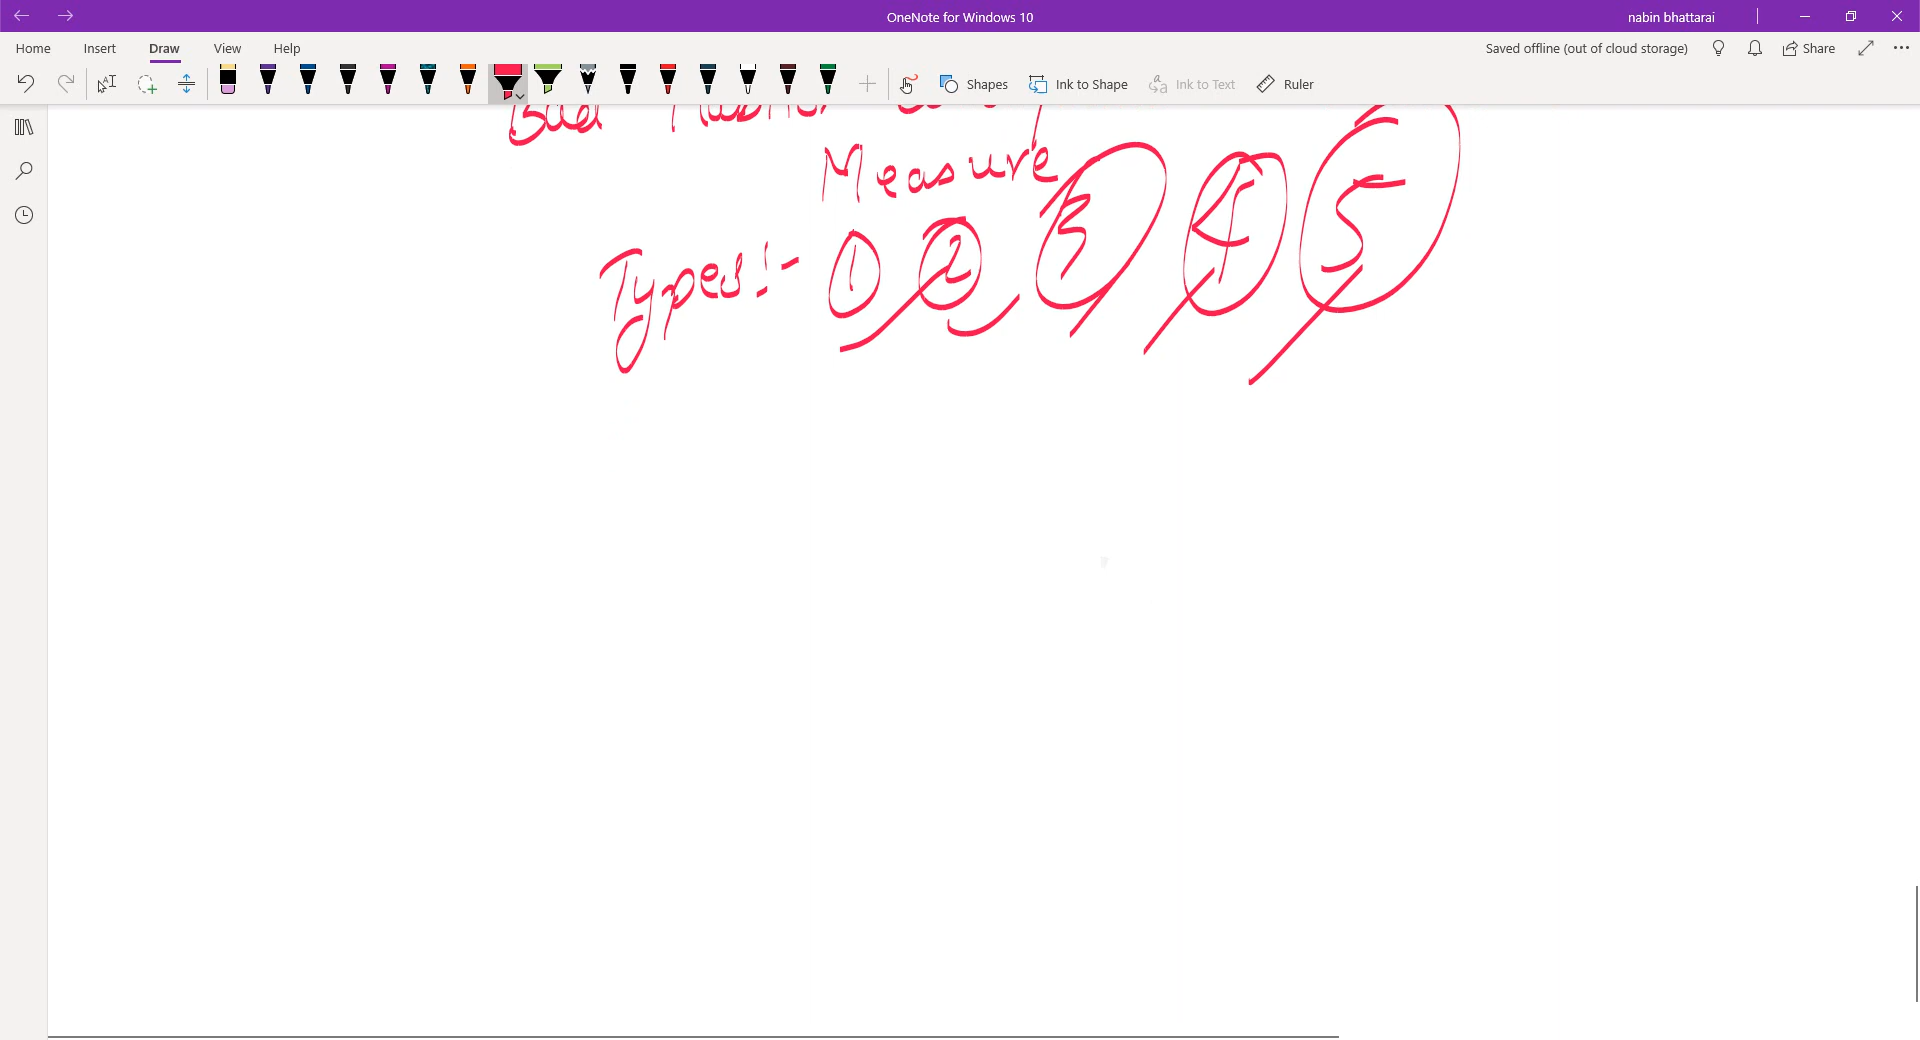 OneNote for Windows 10
nabin bhattarai
Home Insert Draw View Help
Saved offline (out of cloud storage) Share
Shapes Ink to Shape Ink to Text Ruler
Bad
Measure
Types:- 1 2 3 4 5